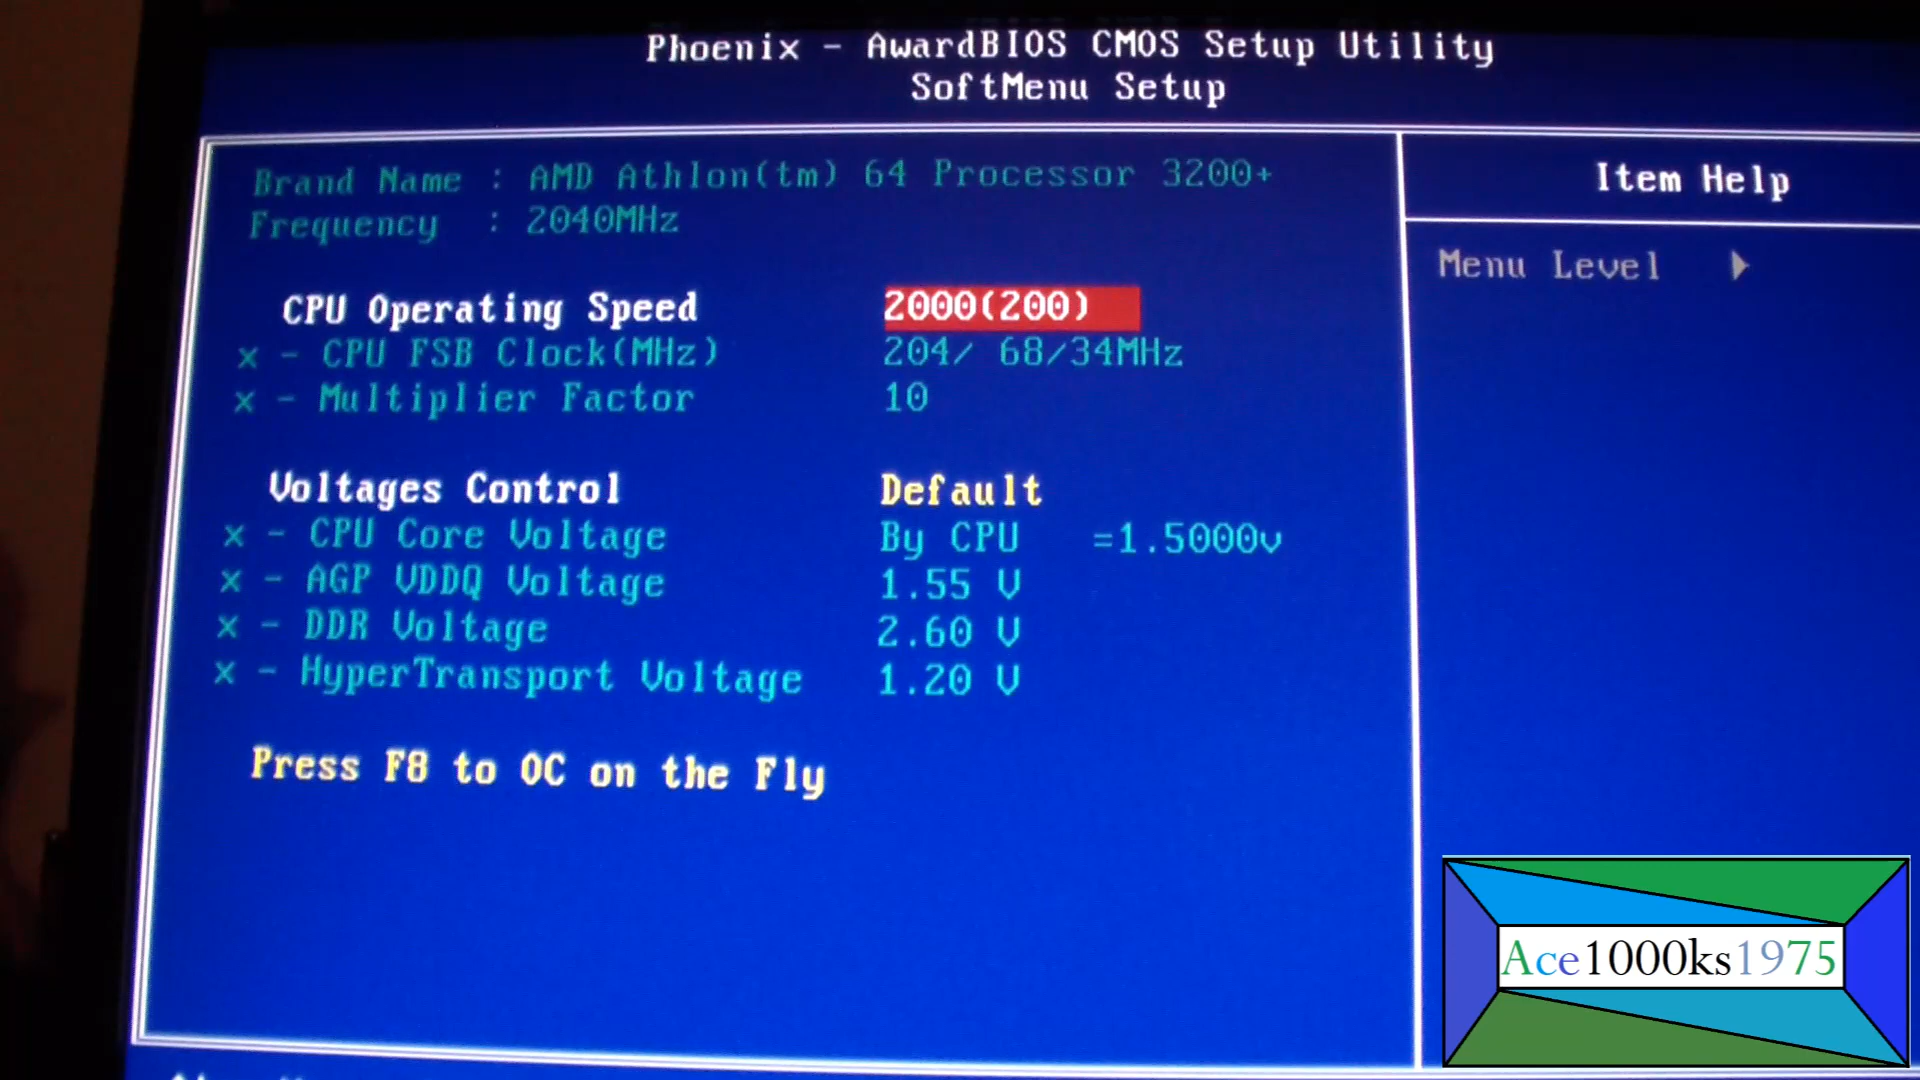 Phoenix - AwardBIOS CMOS Setup Utility
SoftMenu Setup
Brand Name : AMD Athlon(tm) 64 Processor 3200+
Frequency : 2040MHz
CPU Operating Speed 2000(200)
x - CPU FSB Clock(MHz) 204/ 68/34MHz
x - Multiplier Factor 10
Voltages Control Default
x - CPU Core Voltage By CPU =1.5000v
x - AGP VDDQ Voltage 1.55 V
x - DDR Voltage 2.60 V
x - HyperTransport Voltage 1.20 V
Press F8 to OC on the Fly
Item Help
Menu Level ▶
Ace1000ks1975